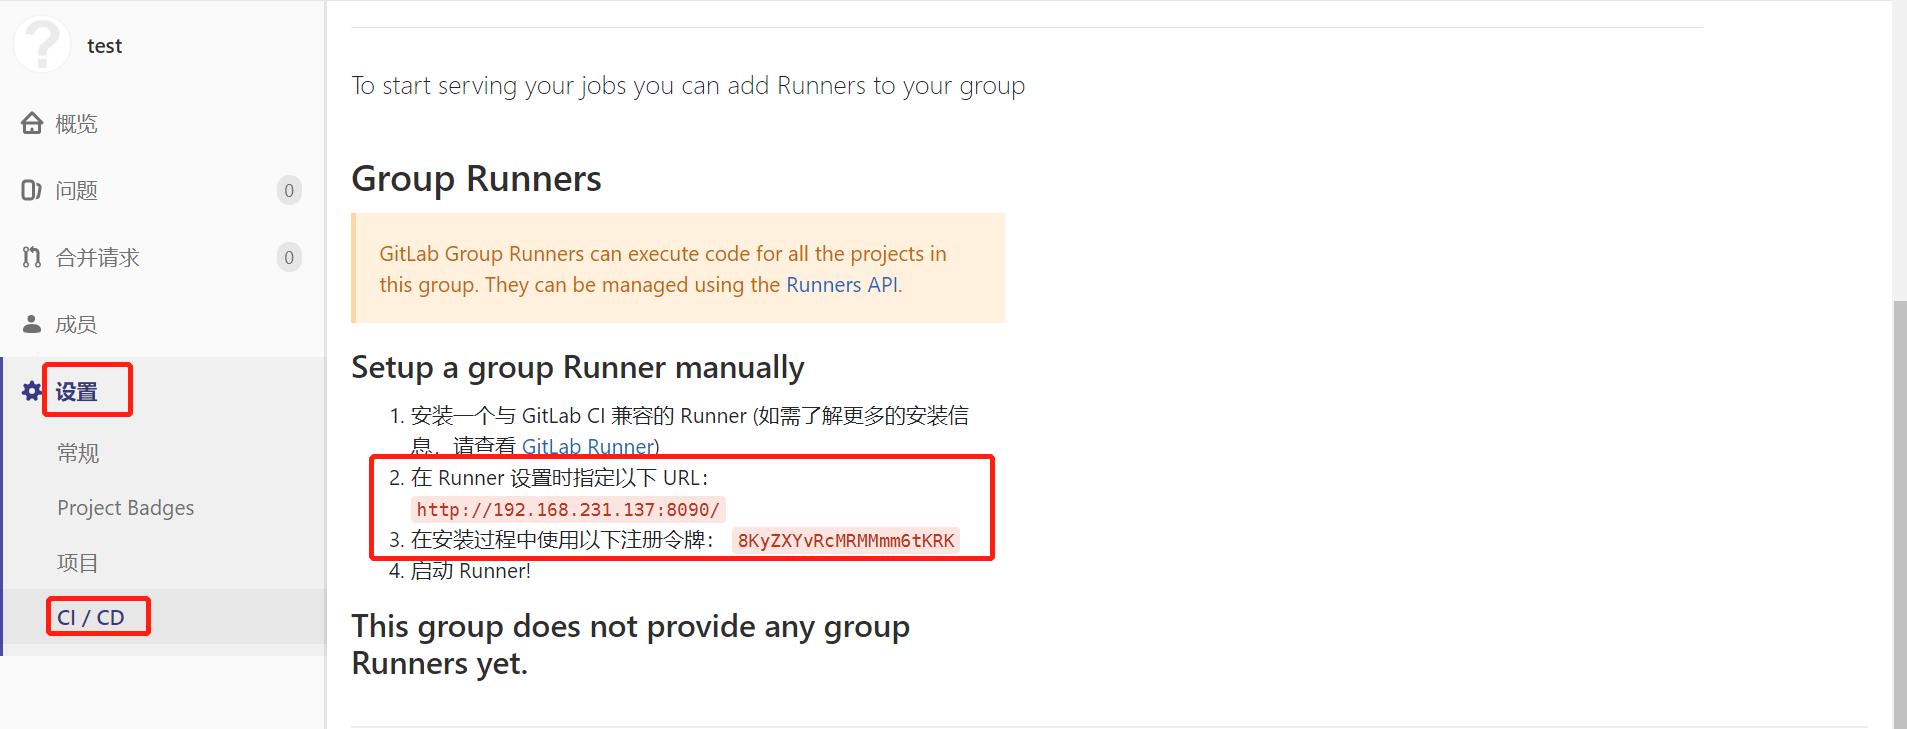 test
概览
问题 0
合并请求 0
成员
设置
常规
Project Badges
项目
CI / CD
To start serving your jobs you can add Runners to your group
Group Runners
GitLab Group Runners can execute code for all the projects in
this group. They can be managed using the Runners API.
Setup a group Runner manually
1. 安装一个与 GitLab CI 兼容的 Runner (如需了解更多的安装信
息，请查看 GitLab Runner)
2. 在 Runner 设置时指定以下 URL：
http://192.168.231.137:8090/
3. 在安装过程中使用以下注册令牌： 8KyZXYvRcMRMMmm6tKRK
4. 启动 Runner!
This group does not provide any group
Runners yet.